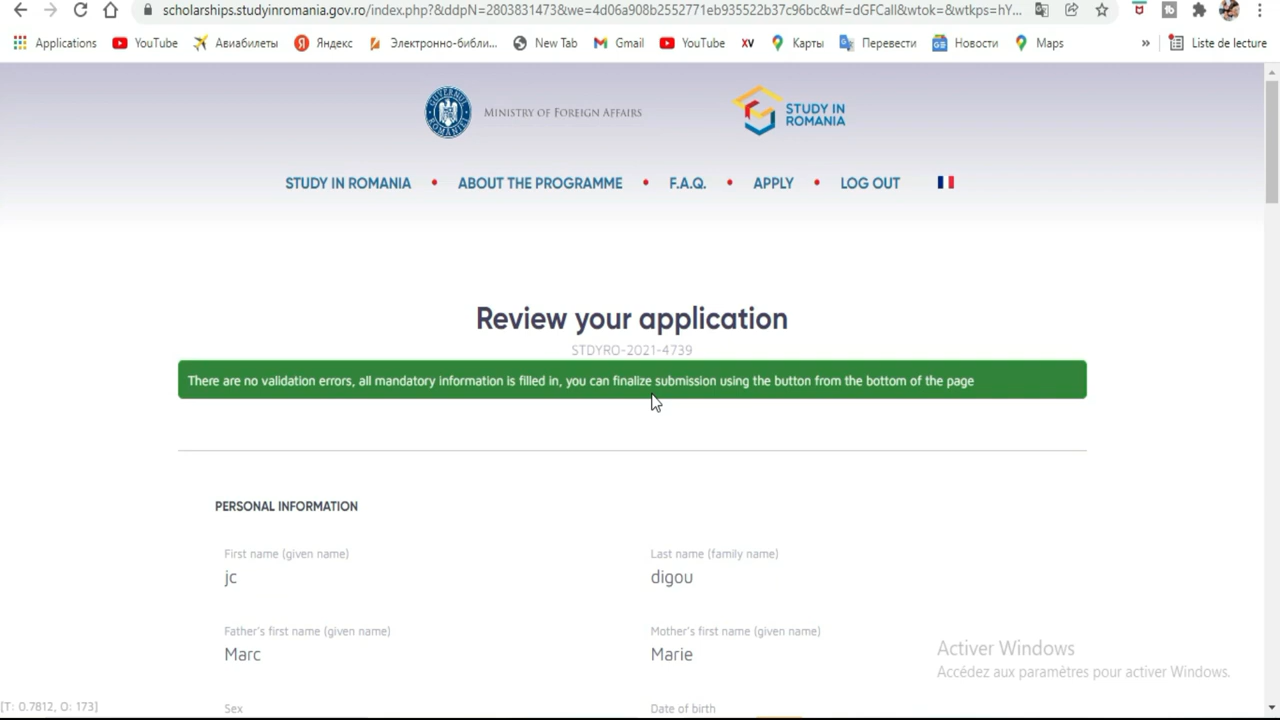 scholarships.studyinromania.gov.ro/index.php?&ddpN=2803831473&we=4d06a908b2552771eb935522b37c96bc&wf=dGFCall&wtok=&wtkps=hY...
Applications YouTube Авиабилеты Яндекс Электронно-библи... New Tab Gmail YouTube XV Карты Перевести Новости Maps » Liste de lecture
GUVERNUL ROMÂNIEI
MINISTRY OF FOREIGN AFFAIRS
STUDY IN
ROMANIA
STUDY IN ROMANIA • ABOUT THE PROGRAMME • F.A.Q. • APPLY • LOG OUT
Review your application
STDYRO-2021-4739
There are no validation errors, all mandatory information is filled in, you can finalize submission using the button from the bottom of the page
PERSONAL INFORMATION
First name (given name) Last name (family name)
jc digou
Father's first name (given name) Mother's first name (given name)
Marc Marie
Activer Windows
Accédez aux paramètres pour activer Windows.
Sex Date of birth
[T: 0.7812, O: 173]